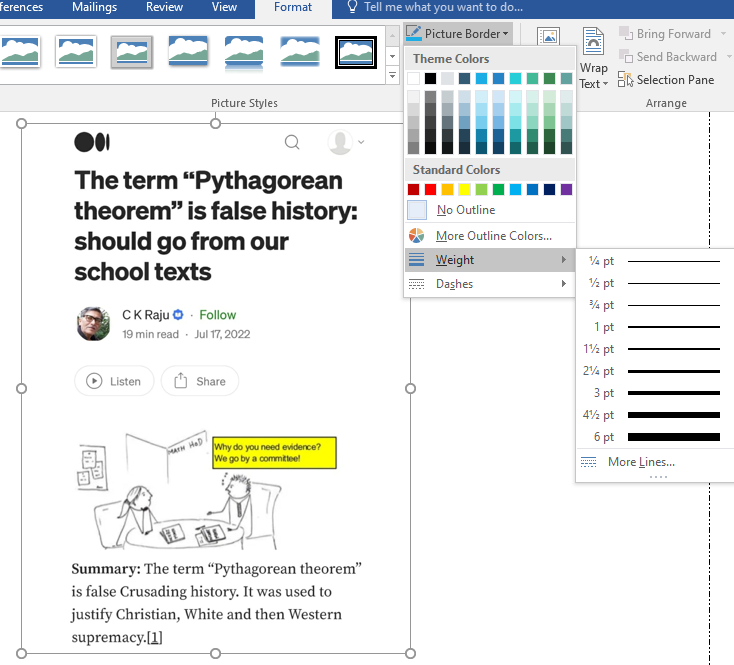 ferences Mailings Review View Format Tell me what you want to do...
Picture Border
Bring Forward
Send Backward
Selection Pane
Wrap
Text
Picture Styles
Arrange
Theme Colors
Standard Colors
No Outline
More Outline Colors...
Weight
Dashes
¼ pt
½ pt
¾ pt
1 pt
1½ pt
2¼ pt
3 pt
4½ pt
6 pt
More Lines...
The term “Pythagorean
theorem” is false history:
should go from our
school texts
C K Raju · Follow
19 min read · Jul 17, 2022
Listen Share
MATH HoD
Why do you need evidence?
We go by a committee!
Summary: The term “Pythagorean theorem”
is false Crusading history. It was used to
justify Christian, White and then Western
supremacy.[1]